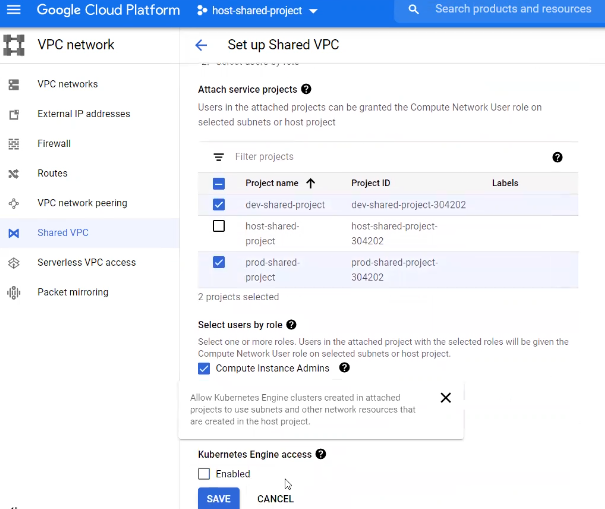 Google Cloud Platform
host-shared-project
Search products and resources
VPC network
Set up Shared VPC
VPC networks
External IP addresses
Firewall
Routes
VPC network peering
Shared VPC
Serverless VPC access
Packet mirroring
Attach service projects
Users in the attached projects can be granted the Compute Network User role on
selected subnets or host project
Filter projects
Project name Project ID Labels
dev-shared-project dev-shared-project-304202
host-shared- host-shared-project-
project 304202
prod-shared- prod-shared-project-
project 304202
2 projects selected
Select users by role
Select one or more roles. Users in the attached project with the selected roles will be given the
Compute Network User role on selected subnets or host project.
Compute Instance Admins
Allow Kubernetes Engine clusters created in attached
projects to use subnets and other network resources that
are created in the host project.
Kubernetes Engine access
Enabled
SAVE CANCEL